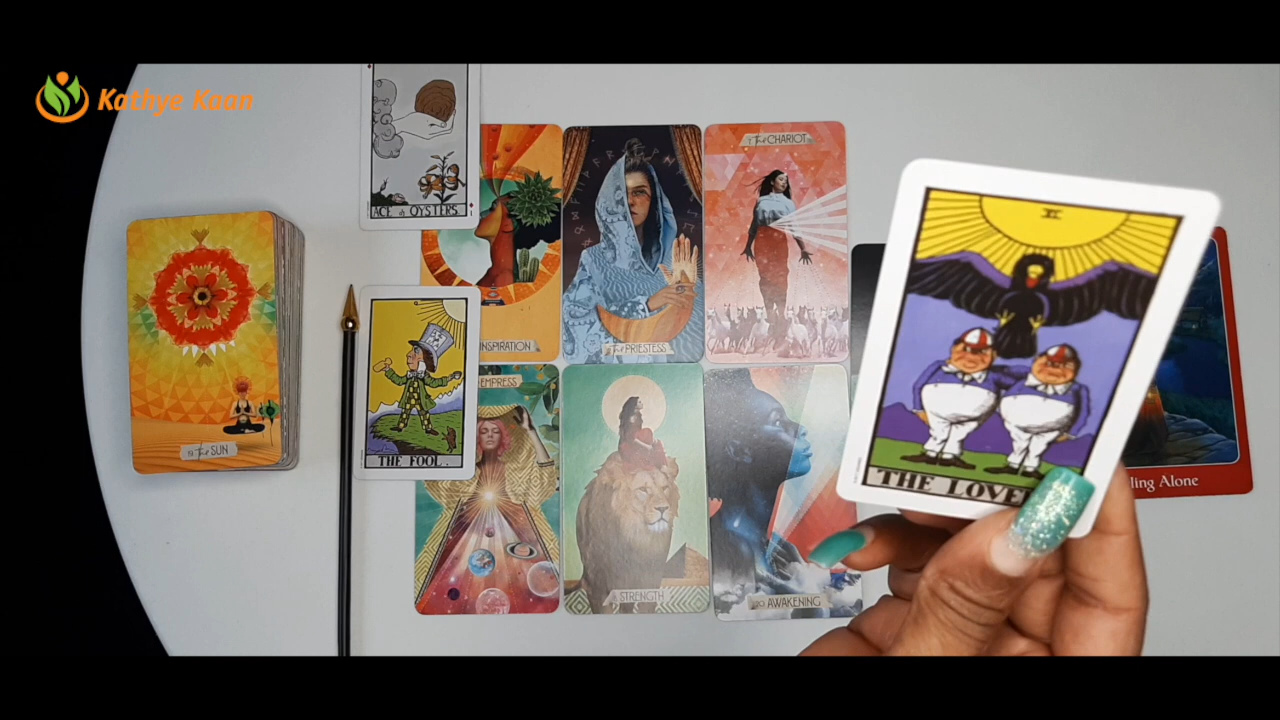 Kathye Kaan
ACE of OYSTERS
INSPIRATION
The PRIESTESS
The CHARIOT
VI
The SUN
THE FOOL.
EMPRESS
STRENGTH
AWAKENING
THE LOVE
ling Alone